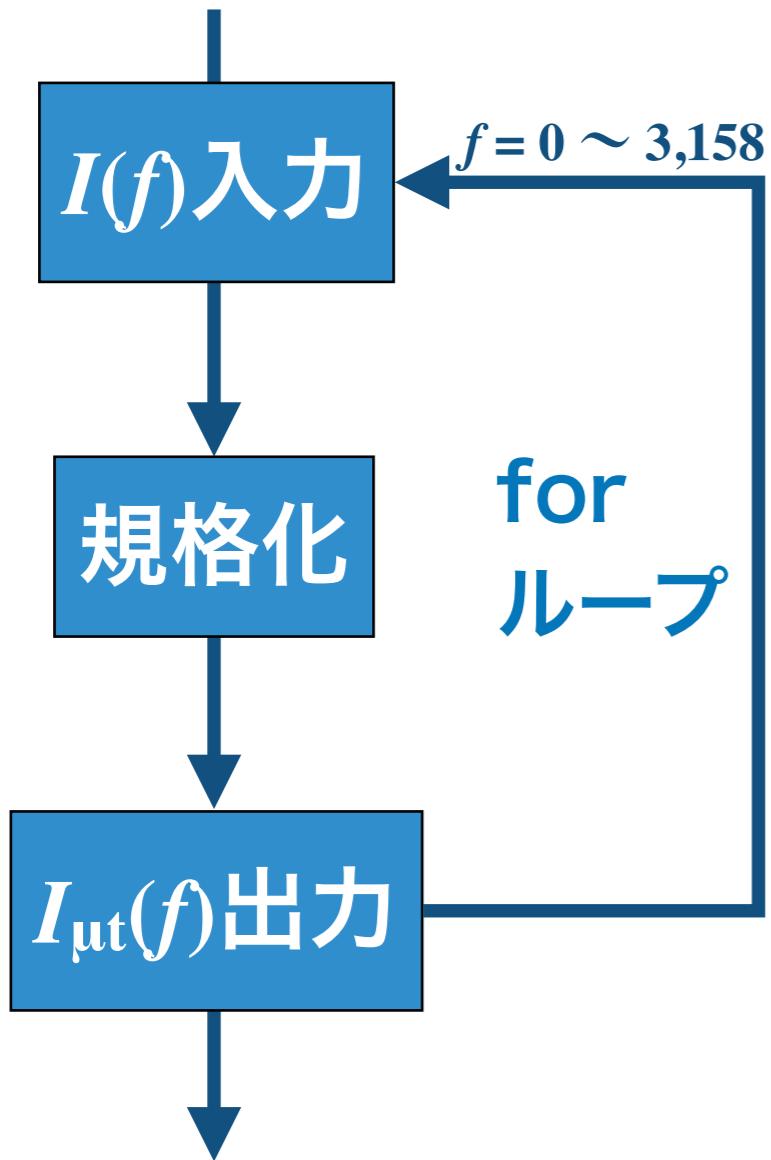 I(f)入力
f = 0 ～ 3,158
規格化
for
ループ
Iμt(f)出力